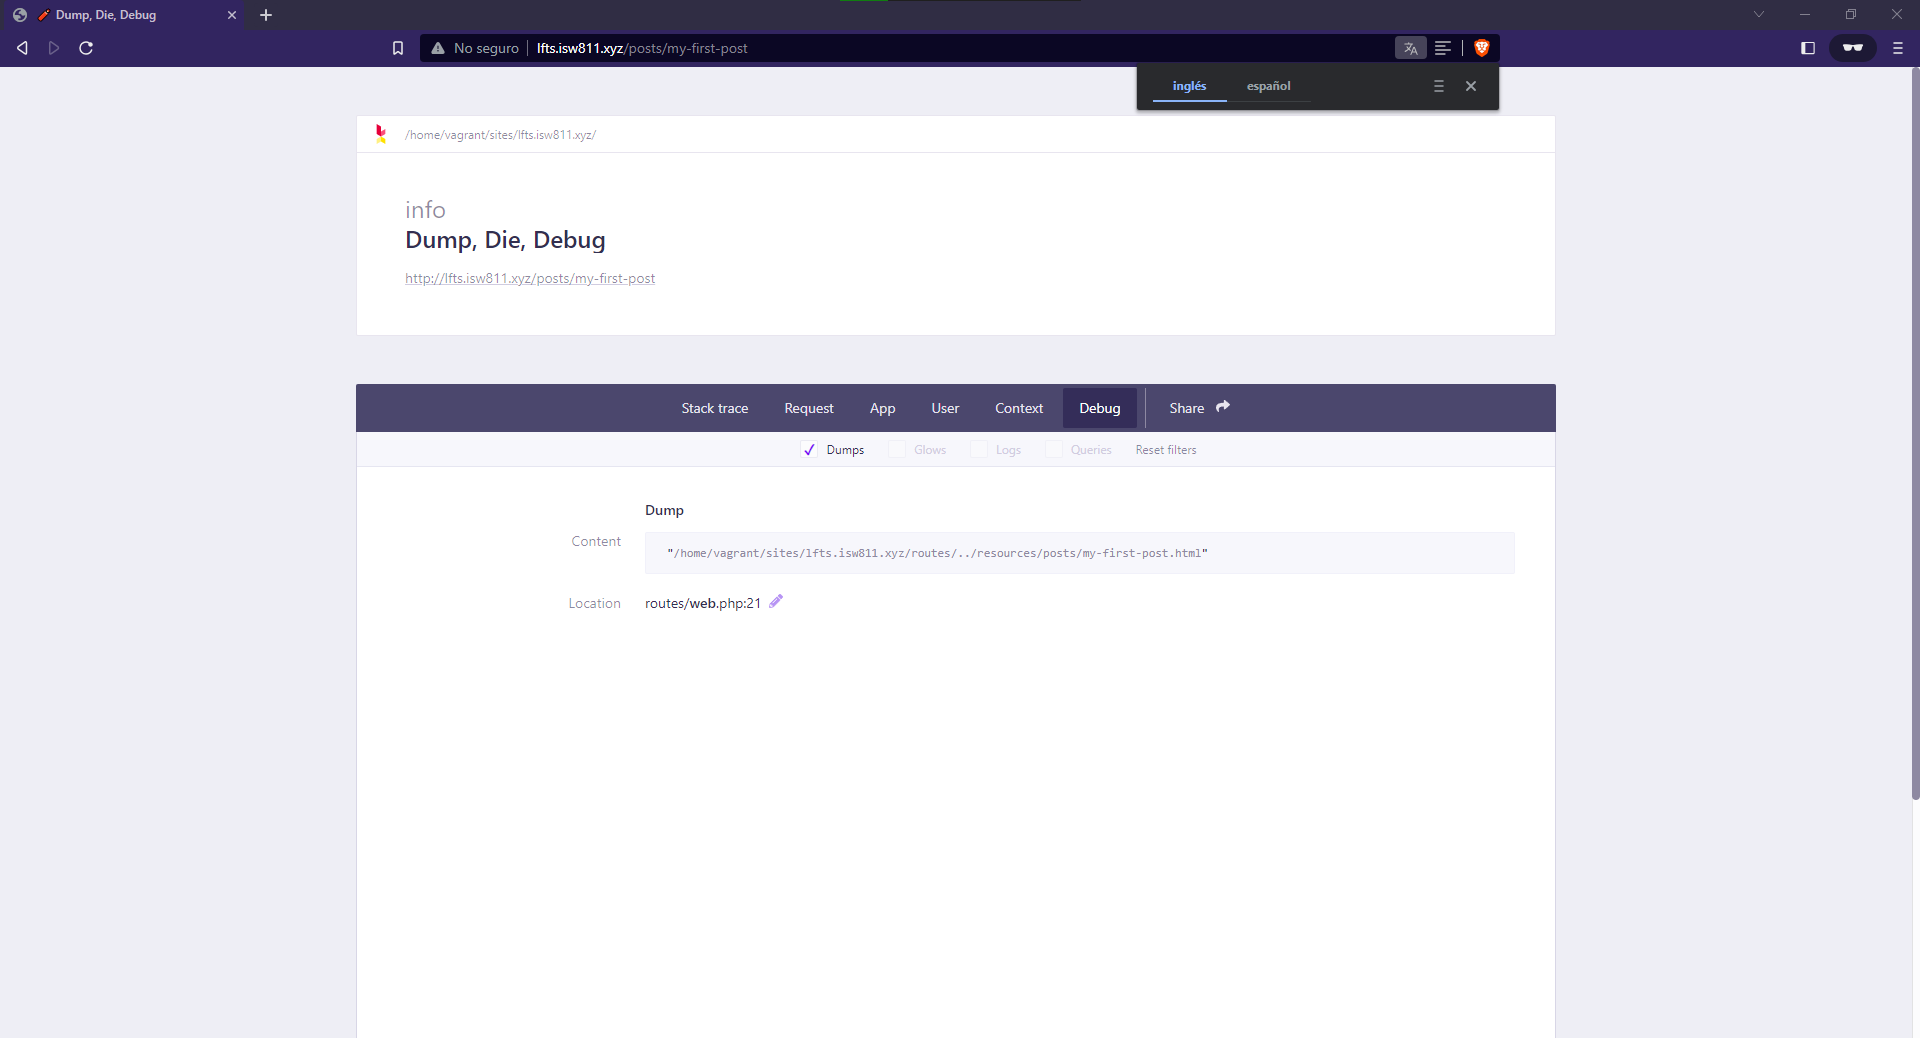 Dump, Die, Debug
No seguro lfts.isw811.xyz/posts/my-first-post
inglés español
/home/vagrant/sites/lfts.isw811.xyz/
info
Dump, Die, Debug
http://lfts.isw811.xyz/posts/my-first-post
Stack trace Request App User Context Debug Share
Dumps Glows Logs Queries Reset filters
Dump
Content "/home/vagrant/sites/lfts.isw811.xyz/routes/../resources/posts/my-first-post.html"
Location routes/web.php:21